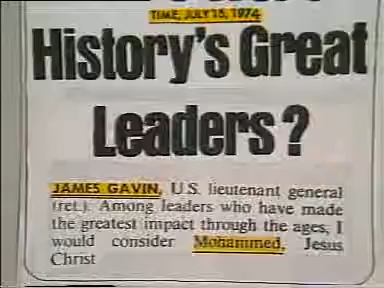 TIME, JULY 15, 1974
History's Great
Leaders?
JAMES GAVIN, U.S. lieutenant general
(ret.). Among leaders who have made
the greatest impact through the ages, I
would consider Mohammed, Jesus
Christ